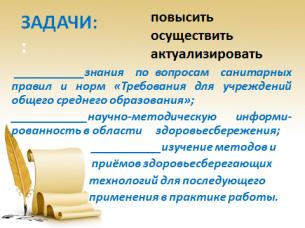 ЗАДАЧИ:
:
повысить
осуществить
актуализировать
___________знания по вопросам санитарных
правил и норм «Требования для учреждений
общего среднего образования»;
____________научно-методическую информи-
рованность в области здоровьесбережения;
___________изучение методов и
приёмов здоровьесберегающих
технологий для последующего
применения в практике работы.